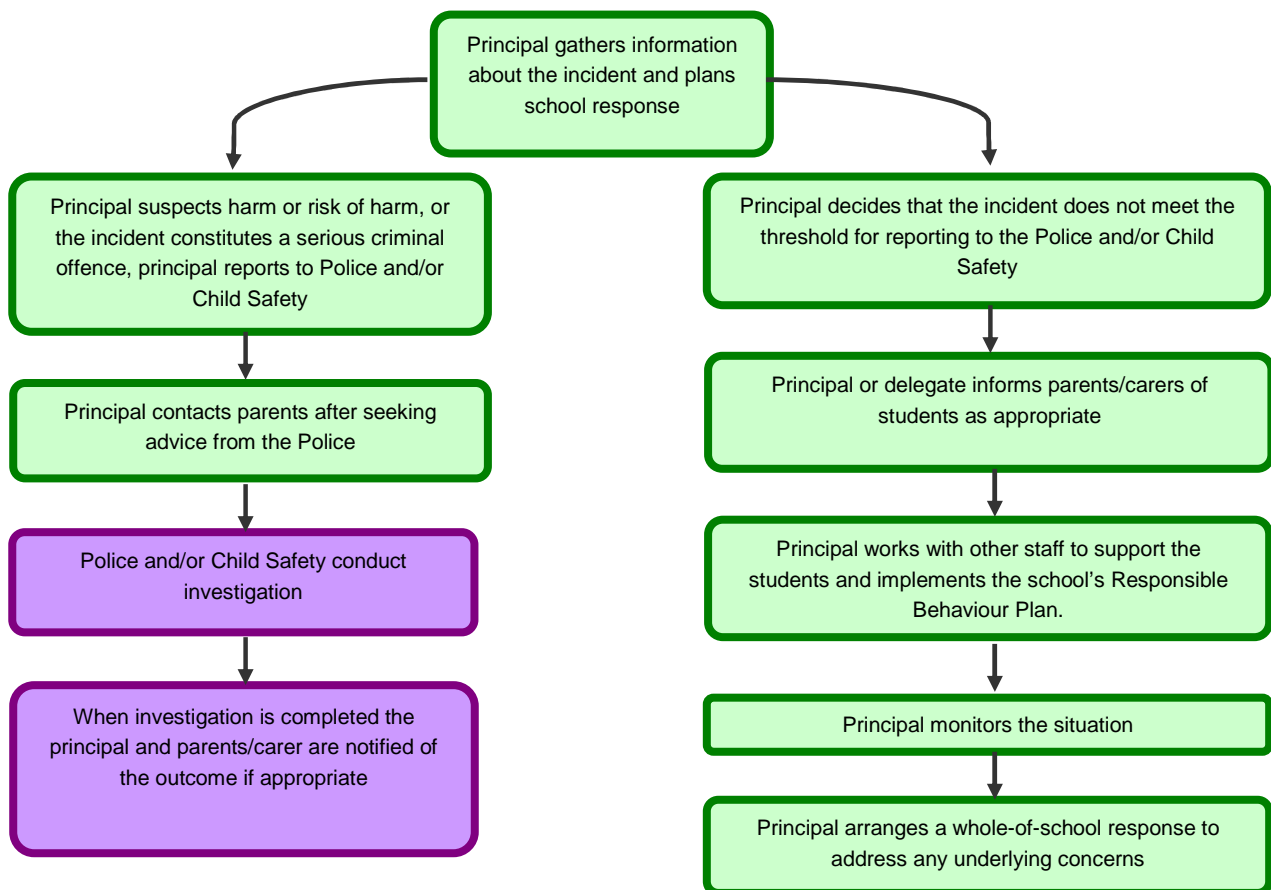 Principal gathers information
about the incident and plans
school response
Principal suspects harm or risk of harm, or
the incident constitutes a serious criminal
offence, principal reports to Police and/or
Child Safety
Principal contacts parents after seeking
advice from the Police
Police and/or Child Safety conduct
investigation
When investigation is completed the
principal and parents/carer are notified of
the outcome if appropriate
Principal decides that the incident does not meet the
threshold for reporting to the Police and/or Child
Safety
Principal or delegate informs parents/carers of
students as appropriate
Principal works with other staff to support the
students and implements the school’s Responsible
Behaviour Plan.
Principal monitors the situation
Principal arranges a whole-of-school response to
address any underlying concerns